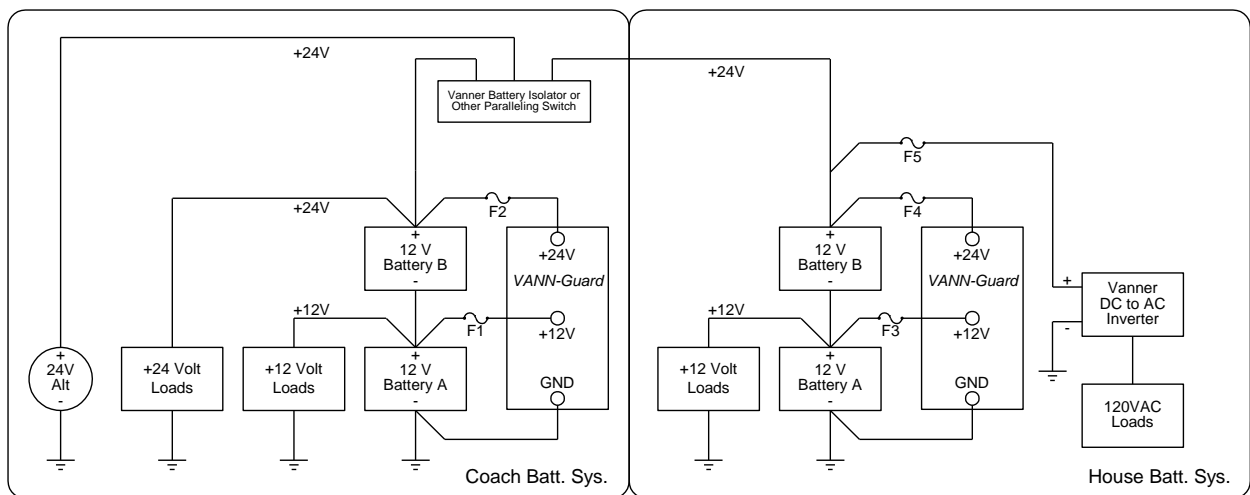 +24V
+24V
Vanner Battery Isolator or
Other Paralleling Switch
F5
+24V
F2
F4
+
12 V
Battery B
-
+24V
VANN-Guard
+
12 V
Battery B
-
+24V
VANN-Guard
+
Vanner
DC to AC
Inverter
-
+12V
F1
+12V
+12V
F3
+12V
+
24V
Alt
-
+24 Volt
Loads
+12 Volt
Loads
+
12 V
Battery A
-
GND
+12 Volt
Loads
+
12 V
Battery A
-
GND
120VAC
Loads
Coach Batt. Sys.
House Batt. Sys.